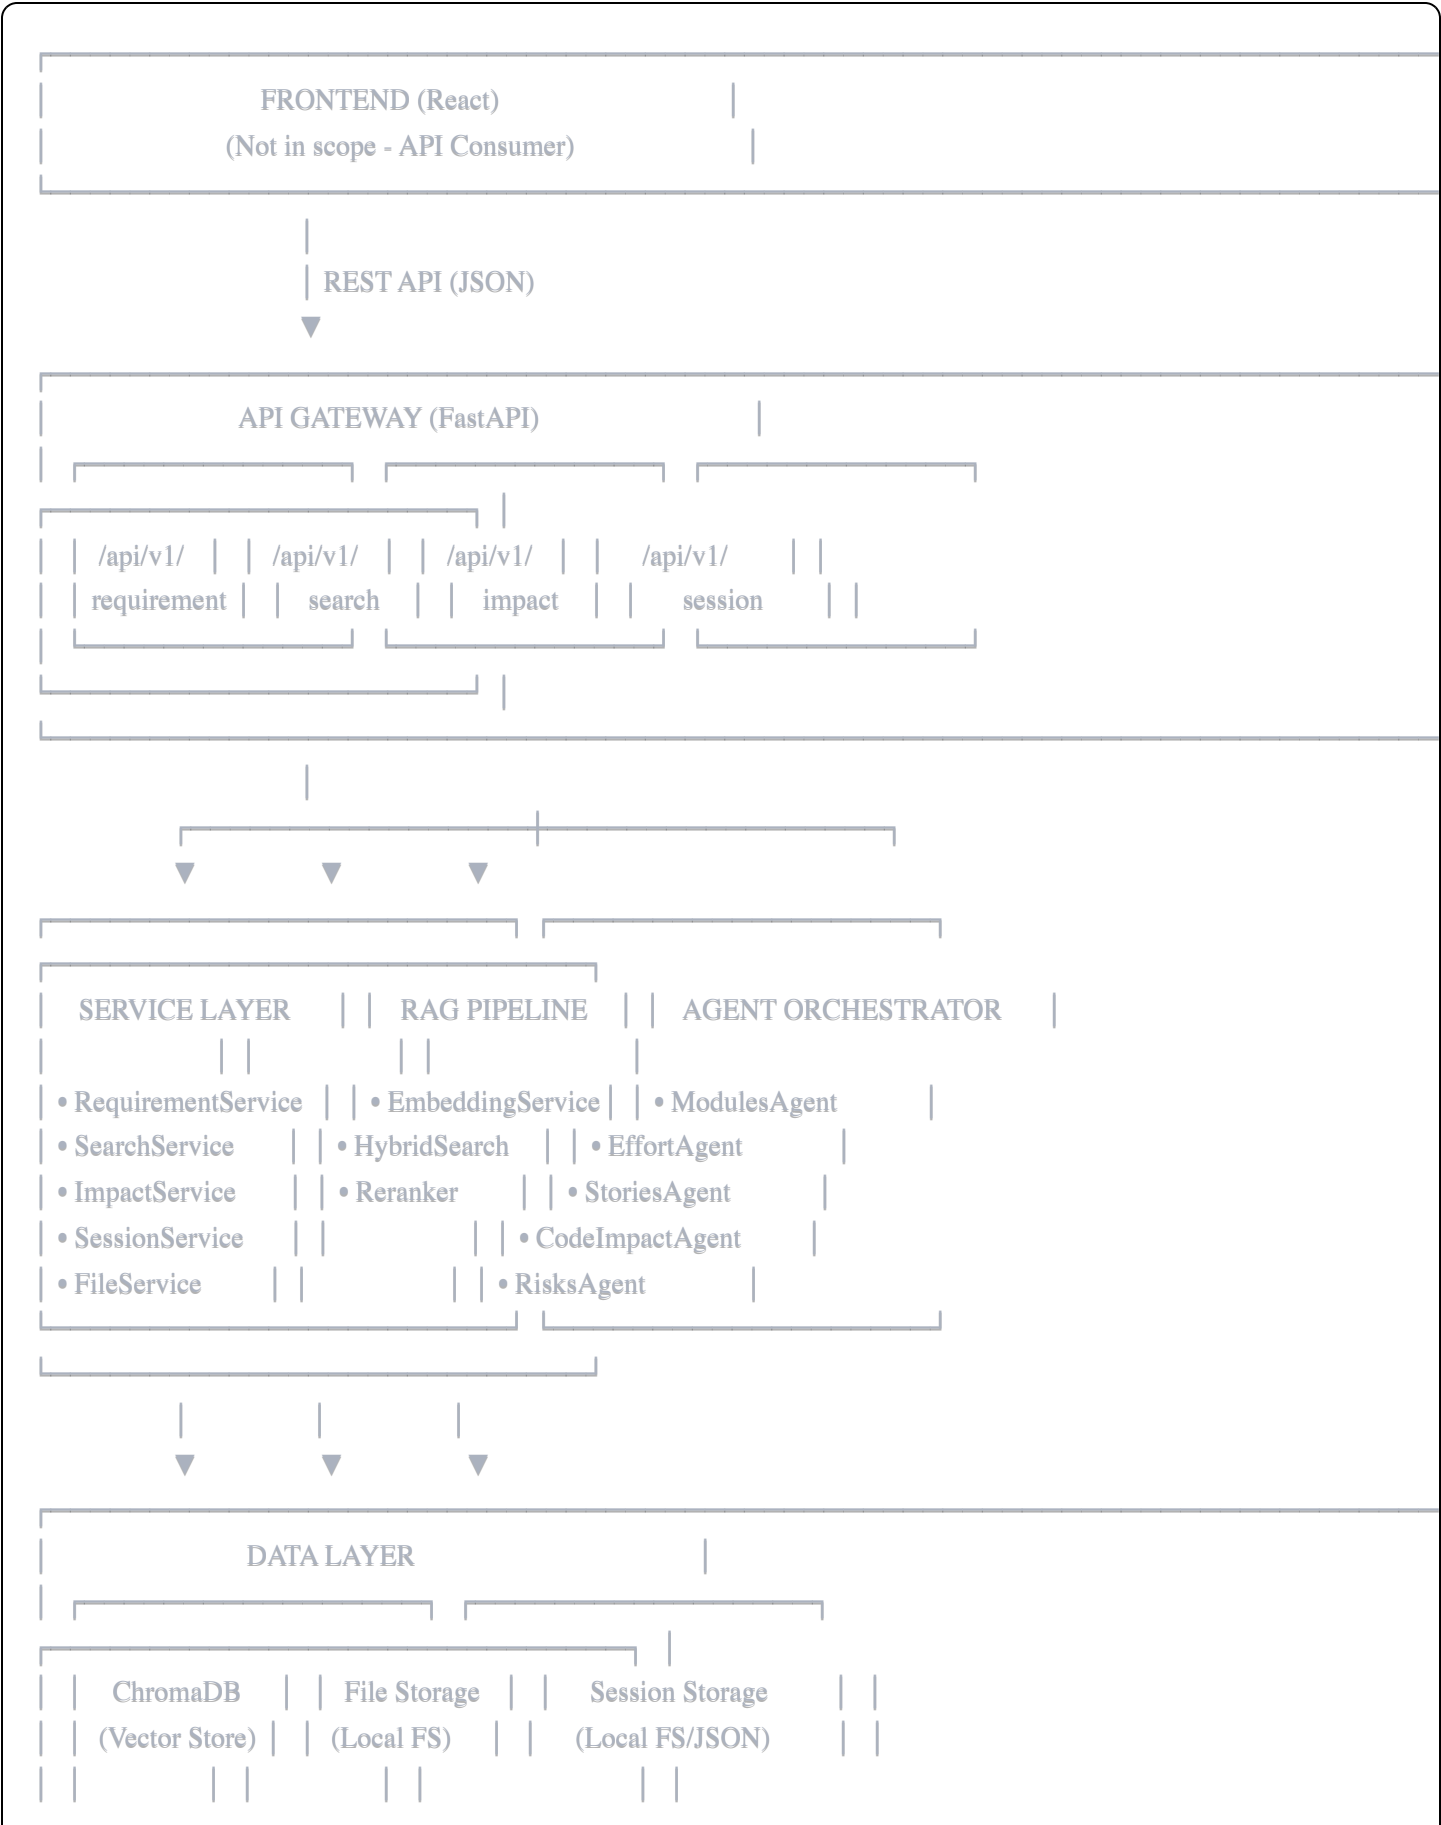 FRONTEND (React)
(Not in scope - API Consumer)
REST API (JSON)
API GATEWAY (FastAPI)
/api/v1/ /api/v1/ /api/v1/ /api/v1/
requirement search impact session
SERVICE LAYER RAG PIPELINE AGENT ORCHESTRATOR
• RequirementService • EmbeddingService • ModulesAgent
• SearchService • HybridSearch • EffortAgent
• ImpactService • Reranker • StoriesAgent
• SessionService • CodeImpactAgent
• FileService • RisksAgent
DATA LAYER
ChromaDB File Storage Session Storage
(Vector Store) (Local FS) (Local FS/JSON)